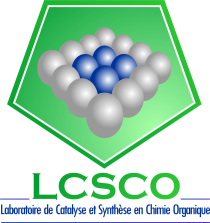 LCSCO
Laboratoire de Catalyse et Synthèse en Chimie Organique